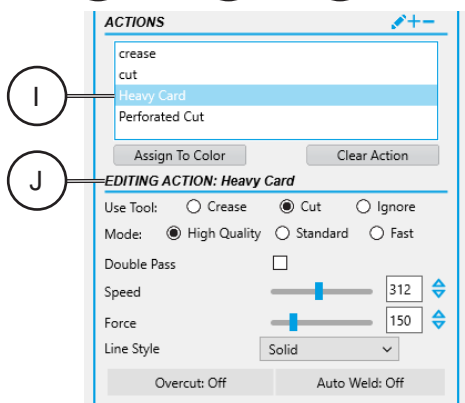 ACTIONS
crease
cut
I
Heavy Card
Perforated Cut
Assign To Color Clear Action
J
EDITING ACTION: Heavy Card
Use Tool: Crease Cut Ignore
Mode: High Quality Standard Fast
Double Pass
Speed 312
Force 150
Line Style Solid
Overcut: Off Auto Weld: Off